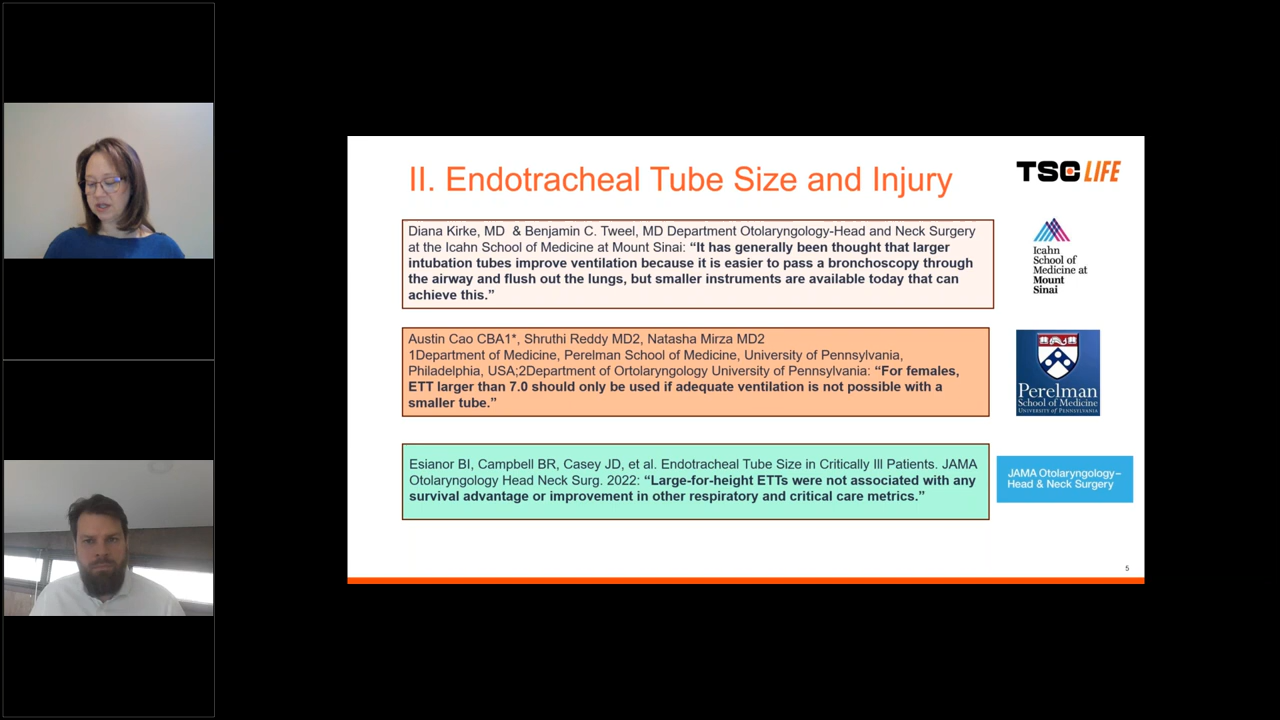 II. Endotracheal Tube Size and Injury
TSC LIFE
Diana Kirke, MD & Benjamin C. Tweel, MD Department Otolaryngology-Head and Neck Surgery
at the Icahn School of Medicine at Mount Sinai: “It has generally been thought that larger
intubation tubes improve ventilation because it is easier to pass a bronchoscopy through
the airway and flush out the lungs, but smaller instruments are available today that can
achieve this.”
Icahn
School of
Medicine at
Mount
Sinai
Austin Cao CBA1*, Shruthi Reddy MD2, Natasha Mirza MD2
1Department of Medicine, Perelman School of Medicine, University of Pennsylvania,
Philadelphia, USA;2Department of Ortolaryngology University of Pennsylvania: “For females,
ETT larger than 7.0 should only be used if adequate ventilation is not possible with a
smaller tube.”
Perelman
School of Medicine
University of Pennsylvania
Esianor BI, Campbell BR, Casey JD, et al. Endotracheal Tube Size in Critically Ill Patients. JAMA
Otolaryngology Head Neck Surg. 2022: “Large-for-height ETTs were not associated with any
survival advantage or improvement in other respiratory and critical care metrics.”
JAMA Otolaryngology–
Head & Neck Surgery
5